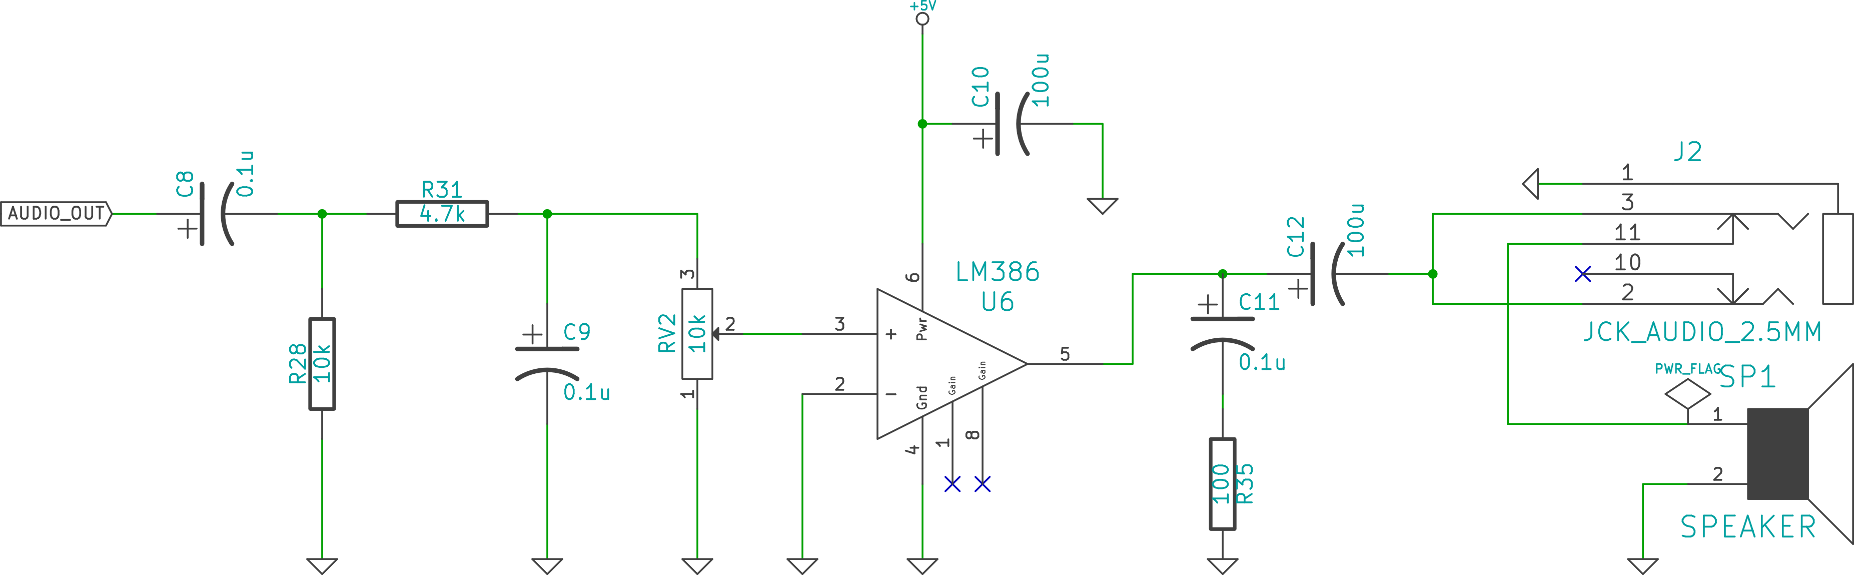 +5V
C10
100u
C8
0.1u
AUDIO_OUT
+
R31
4.7k
+
R28
10k
+
C9
0.1u
3
RV2
10k
2
1
LM386
U6
6
3
+
Pwr
2
-
Gnd
Gain
Gain
5
4
1
8
+
C11
0.1u
100
R35
C12
100u
+
J2
1
3
11
10
2
JCK_AUDIO_2.5MM
PWR_FLAG
SP1
1
2
SPEAKER